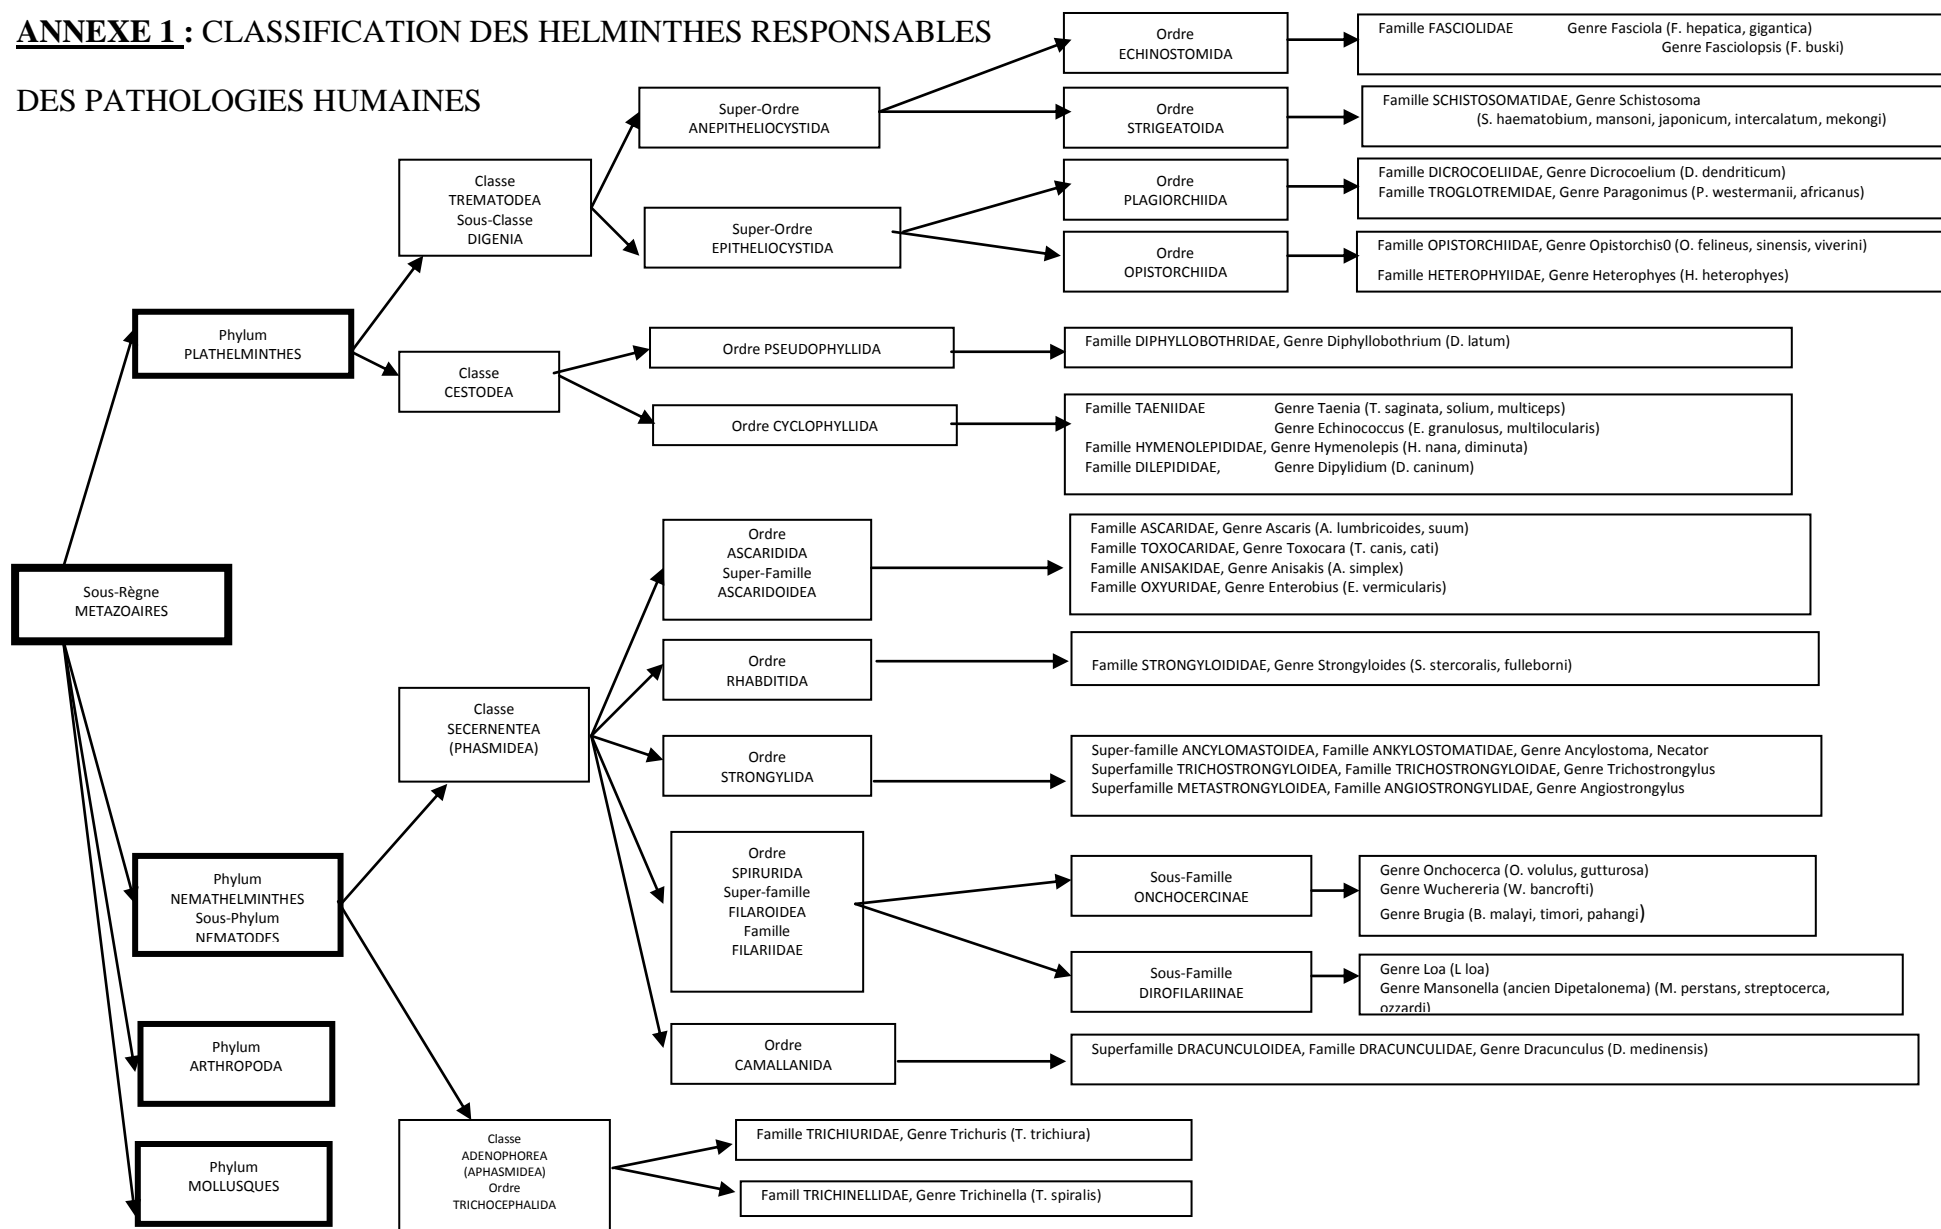 ANNEXE 1 : CLASSIFICATION DES HELMINTHES RESPONSABLES
DES PATHOLOGIES HUMAINES
Sous-Règne
METAZOAIRES
Phylum
PLATHELMINTHES
Classe
TREMATODEA
Sous-Classe
DIGENIA
Super-Ordre
ANEPITHELIOCYSTIDA
Ordre
ECHINOSTOMIDA
Famille FASCIOLIDAE Genre Fasciola (F. hepatica, gigantica)
Genre Fasciolopsis (F. buski)
Ordre
STRIGEATOIDA
Famille SCHISTOSOMATIDAE, Genre Schistosoma
(S. haematobium, mansoni, japonicum, intercalatum, mekongi)
Super-Ordre
EPITHELIOCYSTIDA
Ordre
PLAGIORCHIIDA
Famille DICROCOELIIDAE, Genre Dicrocoelium (D. dendriticum)
Famille TROGLOTREMIDAE, Genre Paragonimus (P. westermanii, africanus)
Ordre
OPISTORCHIIDA
Famille OPISTORCHIIDAE, Genre Opistorchis0 (O. felineus, sinensis, viverini)
Famille HETEROPHYIIDAE, Genre Heterophyes (H. heterophyes)
Classe
CESTODEA
Ordre PSEUDOPHYLLIDA
Famille DIPHYLLOBOTHRIDAE, Genre Diphyllobothrium (D. latum)
Ordre CYCLOPHYLLIDA
Famille TAENIIDAE Genre Taenia (T. saginata, solium, multiceps)
Genre Echinococcus (E. granulosus, multilocularis)
Famille HYMENOLEPIDIDAE, Genre Hymenolepis (H. nana, diminuta)
Famille DILEPIDIDAE, Genre Dipylidium (D. caninum)
Phylum
NEMATHELMINTHES
Sous-Phylum
NEMATODES
Classe
SECERNENTEA
(PHASMIDEA)
Ordre
ASCARIDIDA
Super-Famille
ASCARIDOIDEA
Famille ASCARIDAE, Genre Ascaris (A. lumbricoides, suum)
Famille TOXOCARIDAE, Genre Toxocara (T. canis, cati)
Famille ANISAKIDAE, Genre Anisakis (A. simplex)
Famille OXYURIDAE, Genre Enterobius (E. vermicularis)
Ordre
RHABDITIDA
Famille STRONGYLOIDIDAE, Genre Strongyloides (S. stercoralis, fulleborni)
Ordre
STRONGYLIDA
Super-famille ANCYLOMASTOIDEA, Famille ANKYLOSTOMATIDAE, Genre Ancylostoma, Necator
Superfamille TRICHOSTRONGYLOIDEA, Famille TRICHOSTRONGYLOIDAE, Genre Trichostrongylus
Superfamille METASTRONGYLOIDEA, Famille ANGIOSTRONGYLIDAE, Genre Angiostrongylus
Ordre
SPIRURIDA
Super-famille
FILAROIDEA
Famille
FILARIIDAE
Sous-Famille
ONCHOCERCINAE
Genre Onchocerca (O. volulus, gutturosa)
Genre Wuchereria (W. bancrofti)
Genre Brugia (B. malayi, timori, pahangi)
Sous-Famille
DIROFILARIINAE
Genre Loa (L loa)
Genre Mansonella (ancien Dipetalonema) (M. perstans, streptocerca,
ozzardi)
Ordre
CAMALLANIDA
Superfamille DRACUNCULOIDEA, Famille DRACUNCULIDAE, Genre Dracunculus (D. medinensis)
Classe
ADENOPHOREA
(APHASMIDEA)
Ordre
TRICHOCEPHALIDA
Famille TRICHIURIDAE, Genre Trichuris (T. trichiura)
Famill TRICHINELLIDAE, Genre Trichinella (T. spiralis)
Phylum
ARTHROPODA
Phylum
MOLLUSQUES